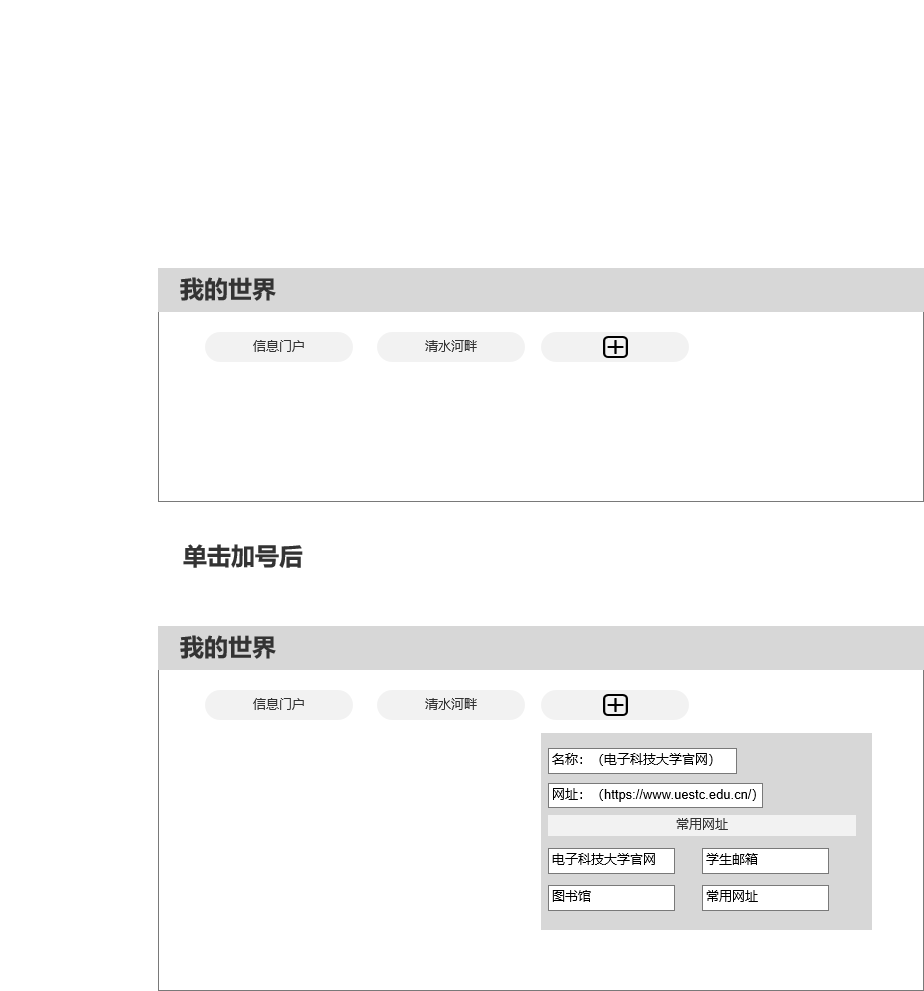 我的世界
信息门户 清水河畔
单击加号后
我的世界
信息门户 清水河畔
名称：（电子科技大学官网）
网址：（https://www.uestc.edu.cn/）
常用网址
电子科技大学官网 学生邮箱
图书馆 常用网址